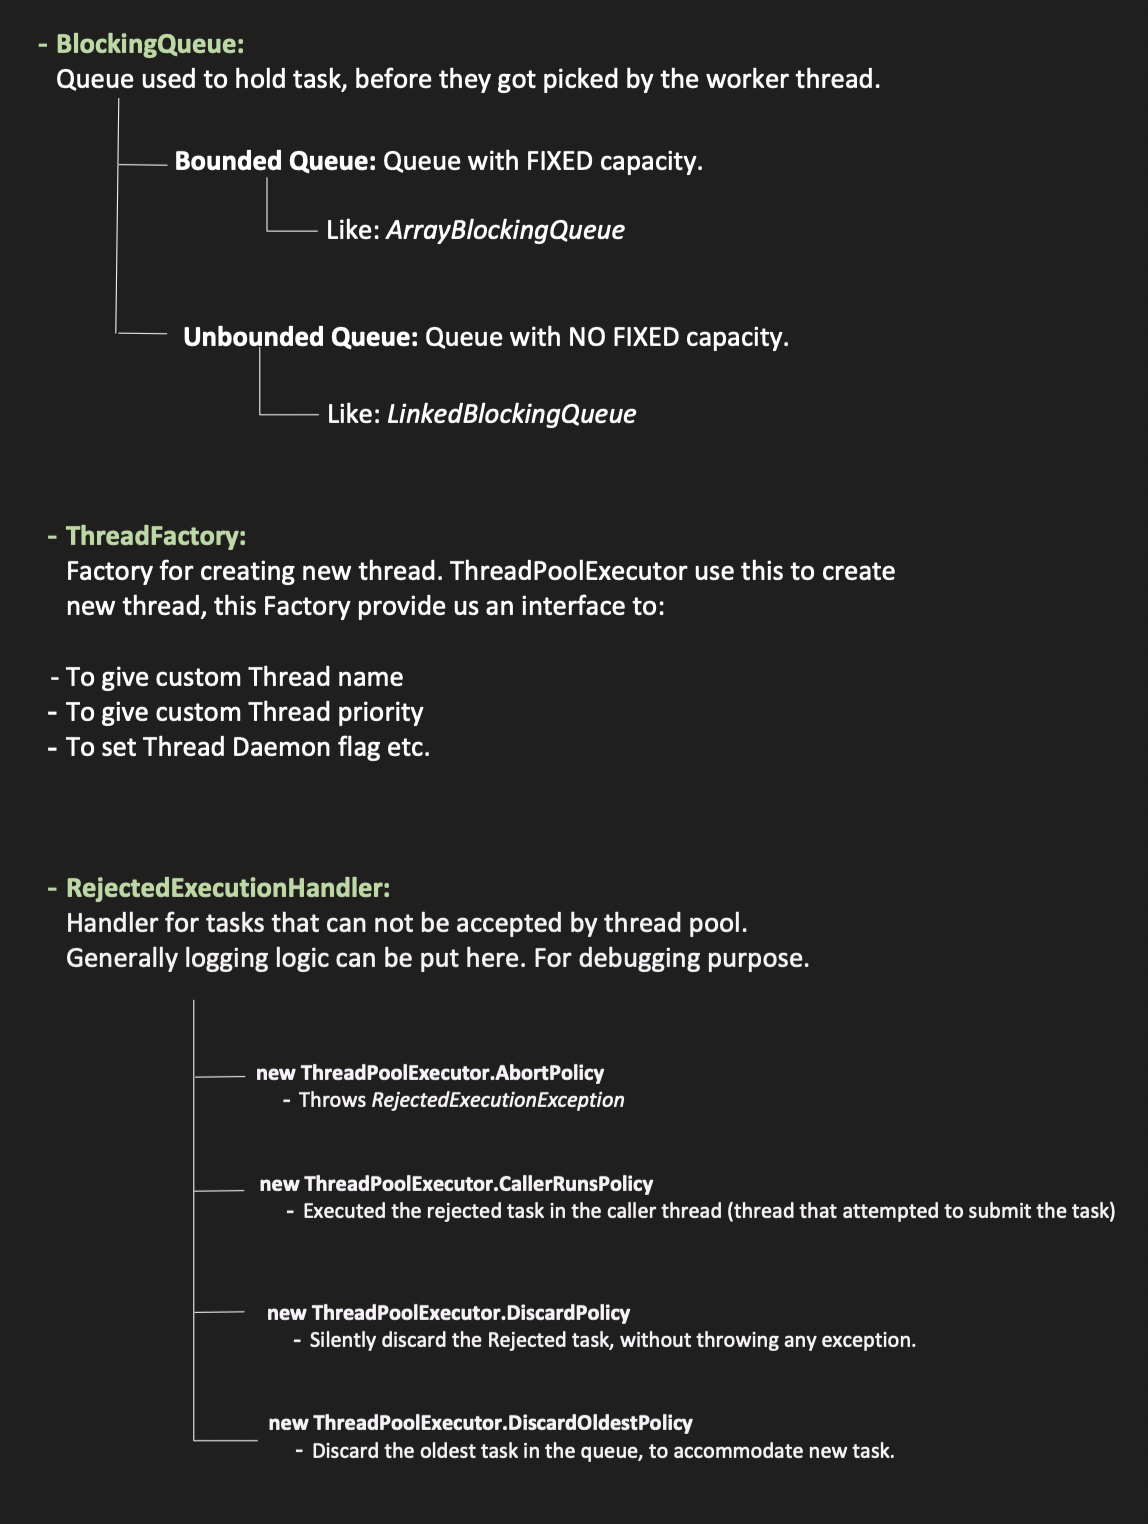 - BlockingQueue:
Queue used to hold task, before they got picked by the worker thread.
Bounded Queue: Queue with FIXED capacity.
Like: ArrayBlockingQueue
Unbounded Queue: Queue with NO FIXED capacity.
Like: LinkedBlockingQueue
- ThreadFactory:
Factory for creating new thread. ThreadPoolExecutor use this to create
new thread, this Factory provide us an interface to:
- To give custom Thread name
- To give custom Thread priority
- To set Thread Daemon flag etc.
- RejectedExecutionHandler:
Handler for tasks that can not be accepted by thread pool.
Generally logging logic can be put here. For debugging purpose.
new ThreadPoolExecutor.AbortPolicy
- Throws RejectedExecutionException
new ThreadPoolExecutor.CallerRunsPolicy
- Executed the rejected task in the caller thread (thread that attempted to submit the task)
new ThreadPoolExecutor.DiscardPolicy
- Silently discard the Rejected task, without throwing any exception.
new ThreadPoolExecutor.DiscardOldestPolicy
- Discard the oldest task in the queue, to accommodate new task.